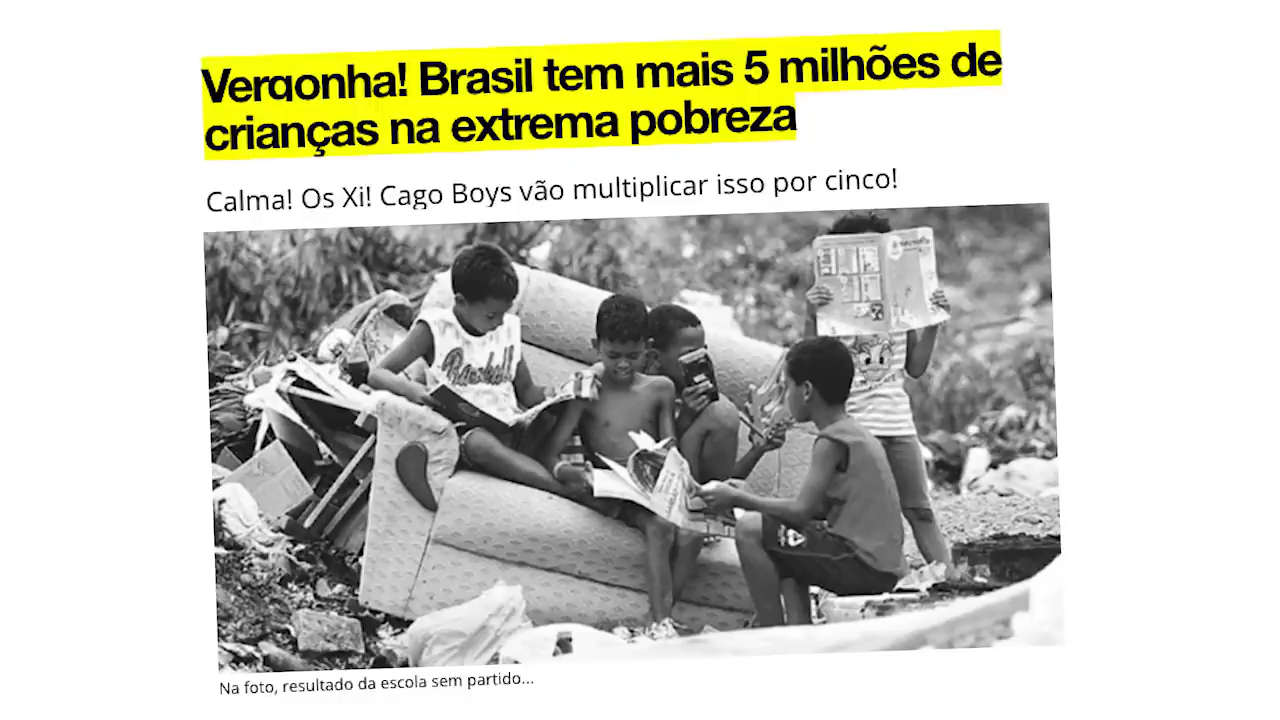 Vergonha! Brasil tem mais 5 milhões de
crianças na extrema pobreza
Calma! Os Xi! Cago Boys vão multiplicar isso por cinco!
Baseball
Na foto, resultado da escola sem partido...